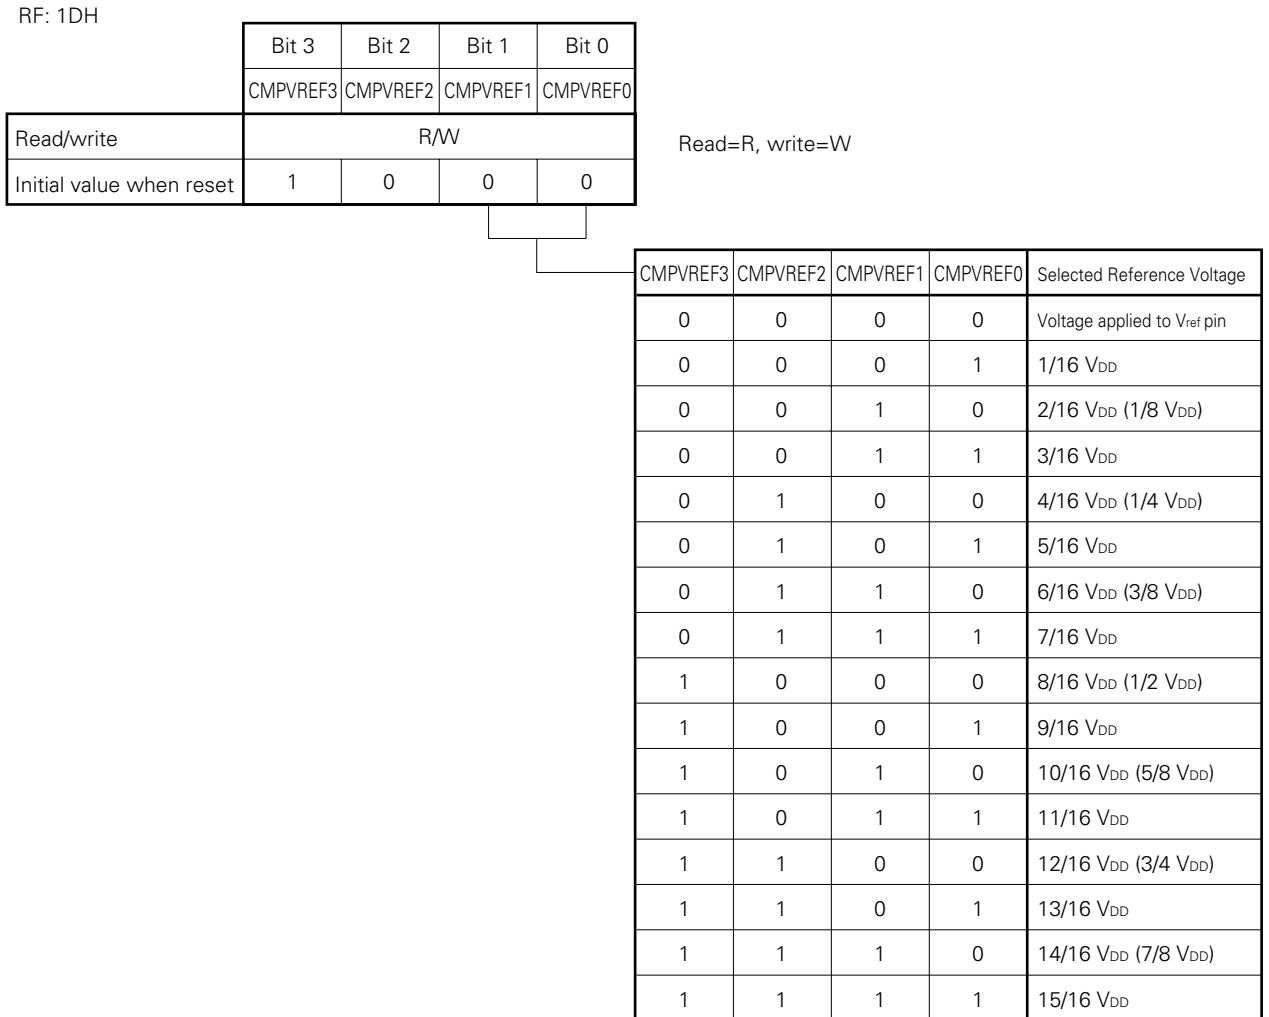 RF: 1DH
Bit 3 Bit 2 Bit 1 Bit 0
CMPVREF3 CMPVREF2 CMPVREF1 CMPVREF0
Read/write R/W
Read=R, write=W
Initial value when reset 1 0 0 0
CMPVREF3 CMPVREF2 CMPVREF1 CMPVREF0 Selected Reference Voltage
0 0 0 0 Voltage applied to Vref pin
0 0 0 1 1/16 VDD
0 0 1 0 2/16 VDD (1/8 VDD)
0 0 1 1 3/16 VDD
0 1 0 0 4/16 VDD (1/4 VDD)
0 1 0 1 5/16 VDD
0 1 1 0 6/16 VDD (3/8 VDD)
0 1 1 1 7/16 VDD
1 0 0 0 8/16 VDD (1/2 VDD)
1 0 0 1 9/16 VDD
1 0 1 0 10/16 VDD (5/8 VDD)
1 0 1 1 11/16 VDD
1 1 0 0 12/16 VDD (3/4 VDD)
1 1 0 1 13/16 VDD
1 1 1 0 14/16 VDD (7/8 VDD)
1 1 1 1 15/16 VDD